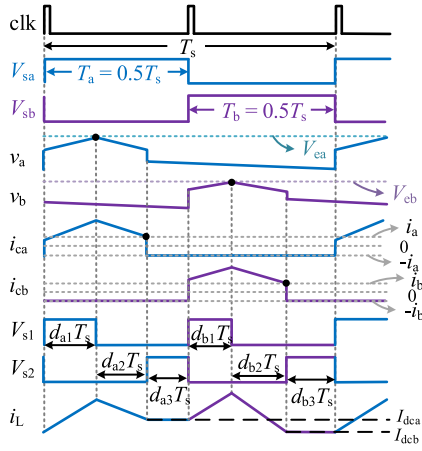 clk
T_s
V_sa T_a = 0.5T_s
V_sb T_b = 0.5T_s
v_a V_ea
v_b V_eb
i_ca i_a
0
-i_a
i_cb i_b
0
-i_b
V_s1 d_a1T_s d_b1T_s
V_s2 d_a2T_s d_b2T_s
d_a3T_s d_b3T_s
i_L I_dca
I_dcb